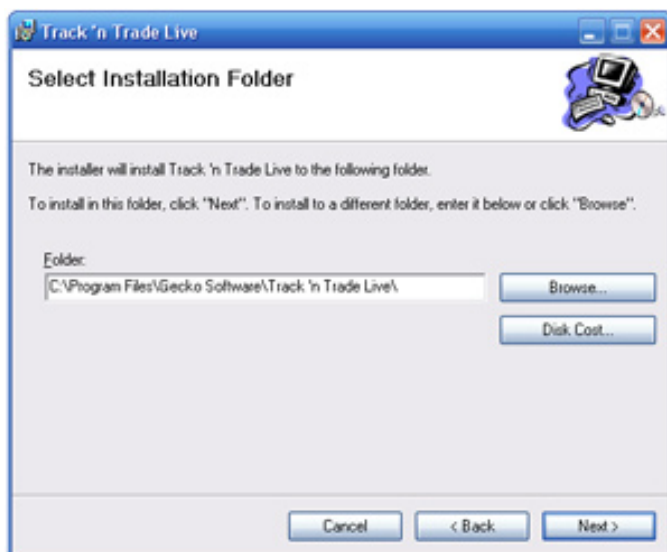 Track 'n Trade Live
Select Installation Folder
The installer will install Track 'n Trade Live to the following folder.
To install in this folder, click "Next". To install to a different folder, enter it below or click "Browse".
Folder:
C:\Program Files\Gecko Software\Track 'n Trade Live\
Browse...
Disk Cost...
Cancel
< Back
Next >